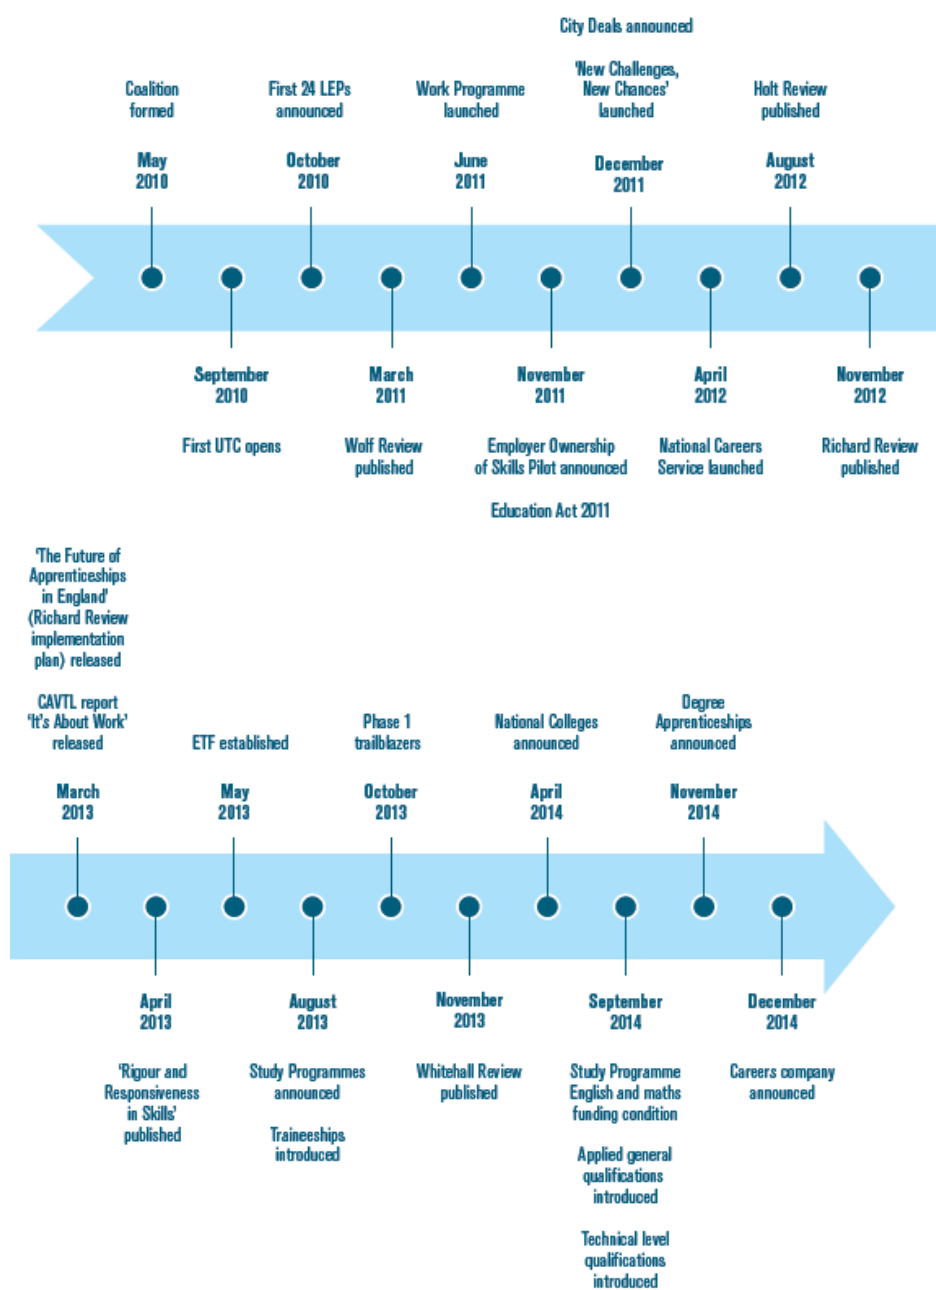 Coalition
formed
May
2010
First 24 LEPs
announced
October
2010
Work Programme
launched
June
2011
City Deals announced
'New Challenges,
New Chances'
launched
December
2011
Holt Review
published
August
2012
September
2010
First UTC opens
March
2011
Wolf Review
published
November
2011
Employer Ownership
of Skills Pilot announced
Education Act 2011
April
2012
National Careers
Service launched
November
2012
Richard Review
published
'The Future of
Apprenticeships
in England'
(Richard Review
implementation
plan) released
CAVTL report
'It's About Work'
released
March
2013
ETF established
May
2013
Phase 1
trailblazers
October
2013
National Colleges
announced
April
2014
Degree
Apprenticeships
announced
November
2014
April
2013
'Rigour and
Responsiveness
in Skills'
published
August
2013
Study Programmes
announced
Traineeships
introduced
November
2013
Whitehall Review
published
September
2014
Study Programme
English and maths
funding condition
Applied general
qualifications
introduced
Technical level
qualifications
introduced
December
2014
Careers company
announced